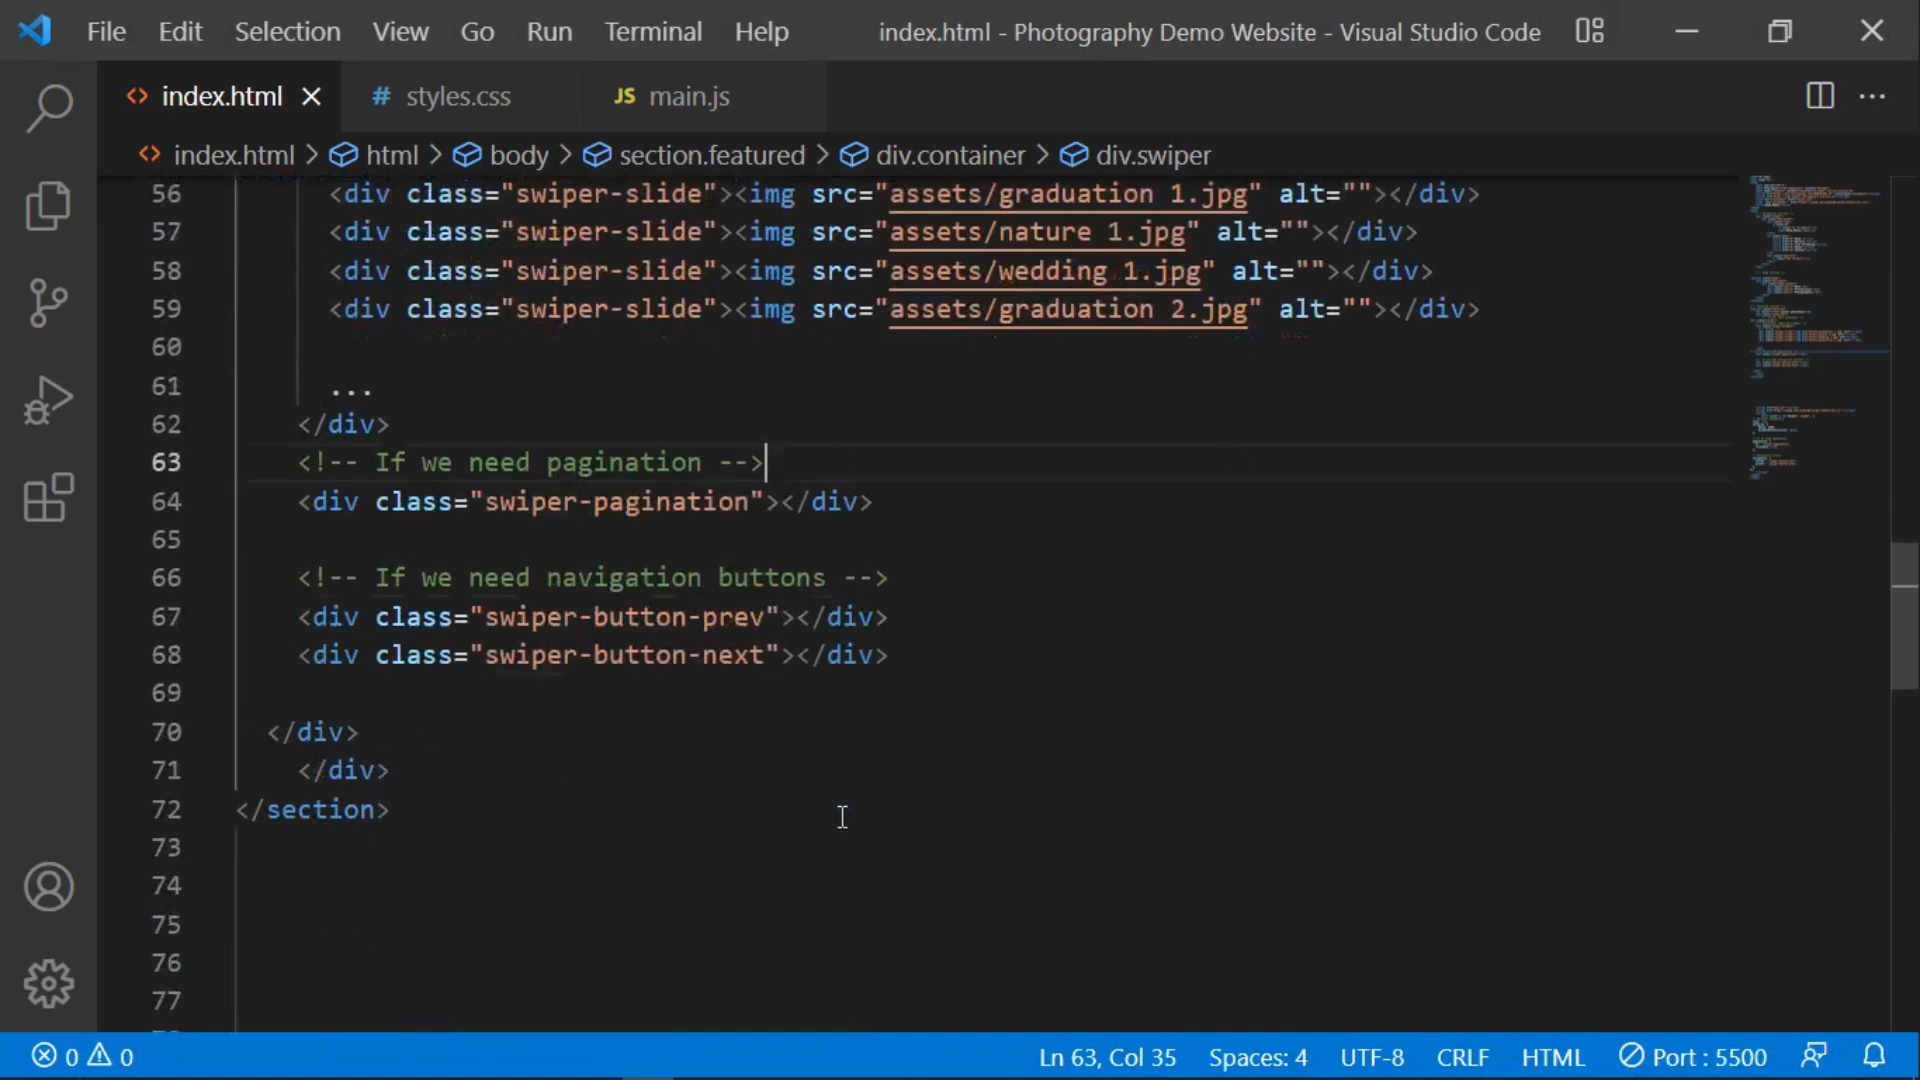 File Edit Selection View Go Run Terminal Help index.html - Photography Demo Website - Visual Studio Code
index.html # styles.css JS main.js
index.html > html > body > section.featured > div.container > div.swiper
56 <div class="swiper-slide"><img src="assets/graduation 1.jpg" alt=""></div>
57 <div class="swiper-slide"><img src="assets/nature 1.jpg" alt=""></div>
58 <div class="swiper-slide"><img src="assets/wedding 1.jpg" alt=""></div>
59 <div class="swiper-slide"><img src="assets/graduation 2.jpg" alt=""></div>
60
61 ...
62 </div>
63 <!-- If we need pagination -->
64 <div class="swiper-pagination"></div>
65
66 <!-- If we need navigation buttons -->
67 <div class="swiper-button-prev"></div>
68 <div class="swiper-button-next"></div>
69
70 </div>
71 </div>
72 </section>
73
74
75
76
77
0 0 Ln 63, Col 35 Spaces: 4 UTF-8 CRLF HTML Port : 5500